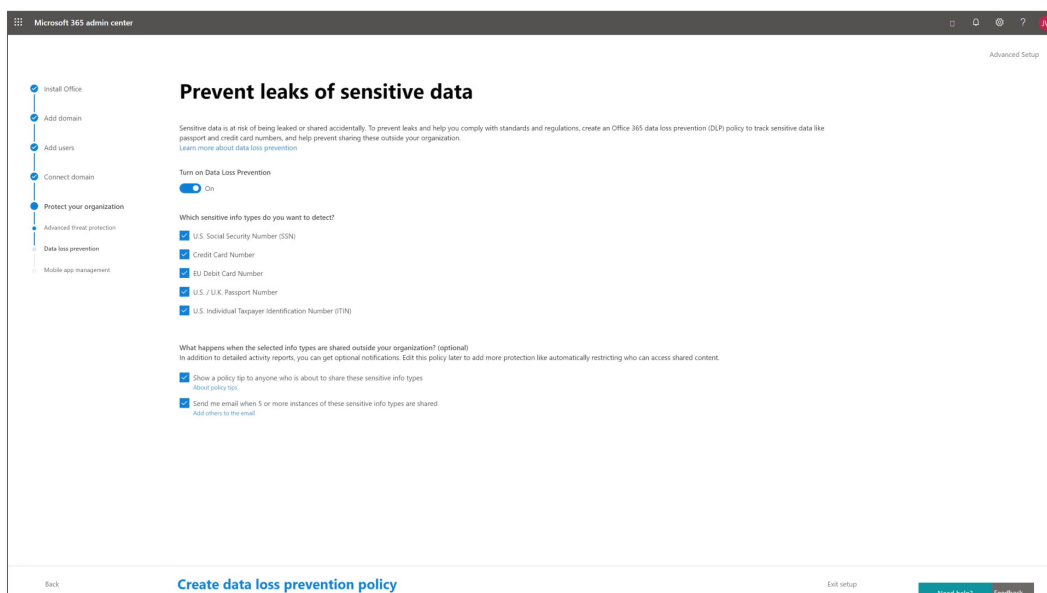 Microsoft 365 admin center
?
Advanced Setup
Install Office
Add domain
Add users
Connect domain
Protect your organization
Advanced threat protection
Data loss prevention
Mobile app management
Prevent leaks of sensitive data
Sensitive data is at risk of being leaked or shared accidentally. To prevent leaks and help you comply with standards and regulations, create an Office 365 data loss prevention (DLP) policy to track sensitive data like
passport and credit card numbers, and help prevent sharing these outside your organization.
Learn more about data loss prevention
Turn on Data Loss Prevention
On
Which sensitive info types do you want to detect?
U.S. Social Security Number (SSN)
Credit Card Number
EU Debit Card Number
U.S. / U.K. Passport Number
U.S. Individual Taxpayer Identification Number (ITIN)
What happens when the selected info types are shared outside your organization? (optional)
In addition to detailed activity reports, you can get optional notifications. Edit this policy later to add more protection like automatically restricting who can access shared content.
Show a policy tip to anyone who is about to share these sensitive info types
About policy tips
Send me email when 5 or more instances of these sensitive info types are shared
Add others to the email
Back
Create data loss prevention policy
Exit setup
Need help?
Feedback